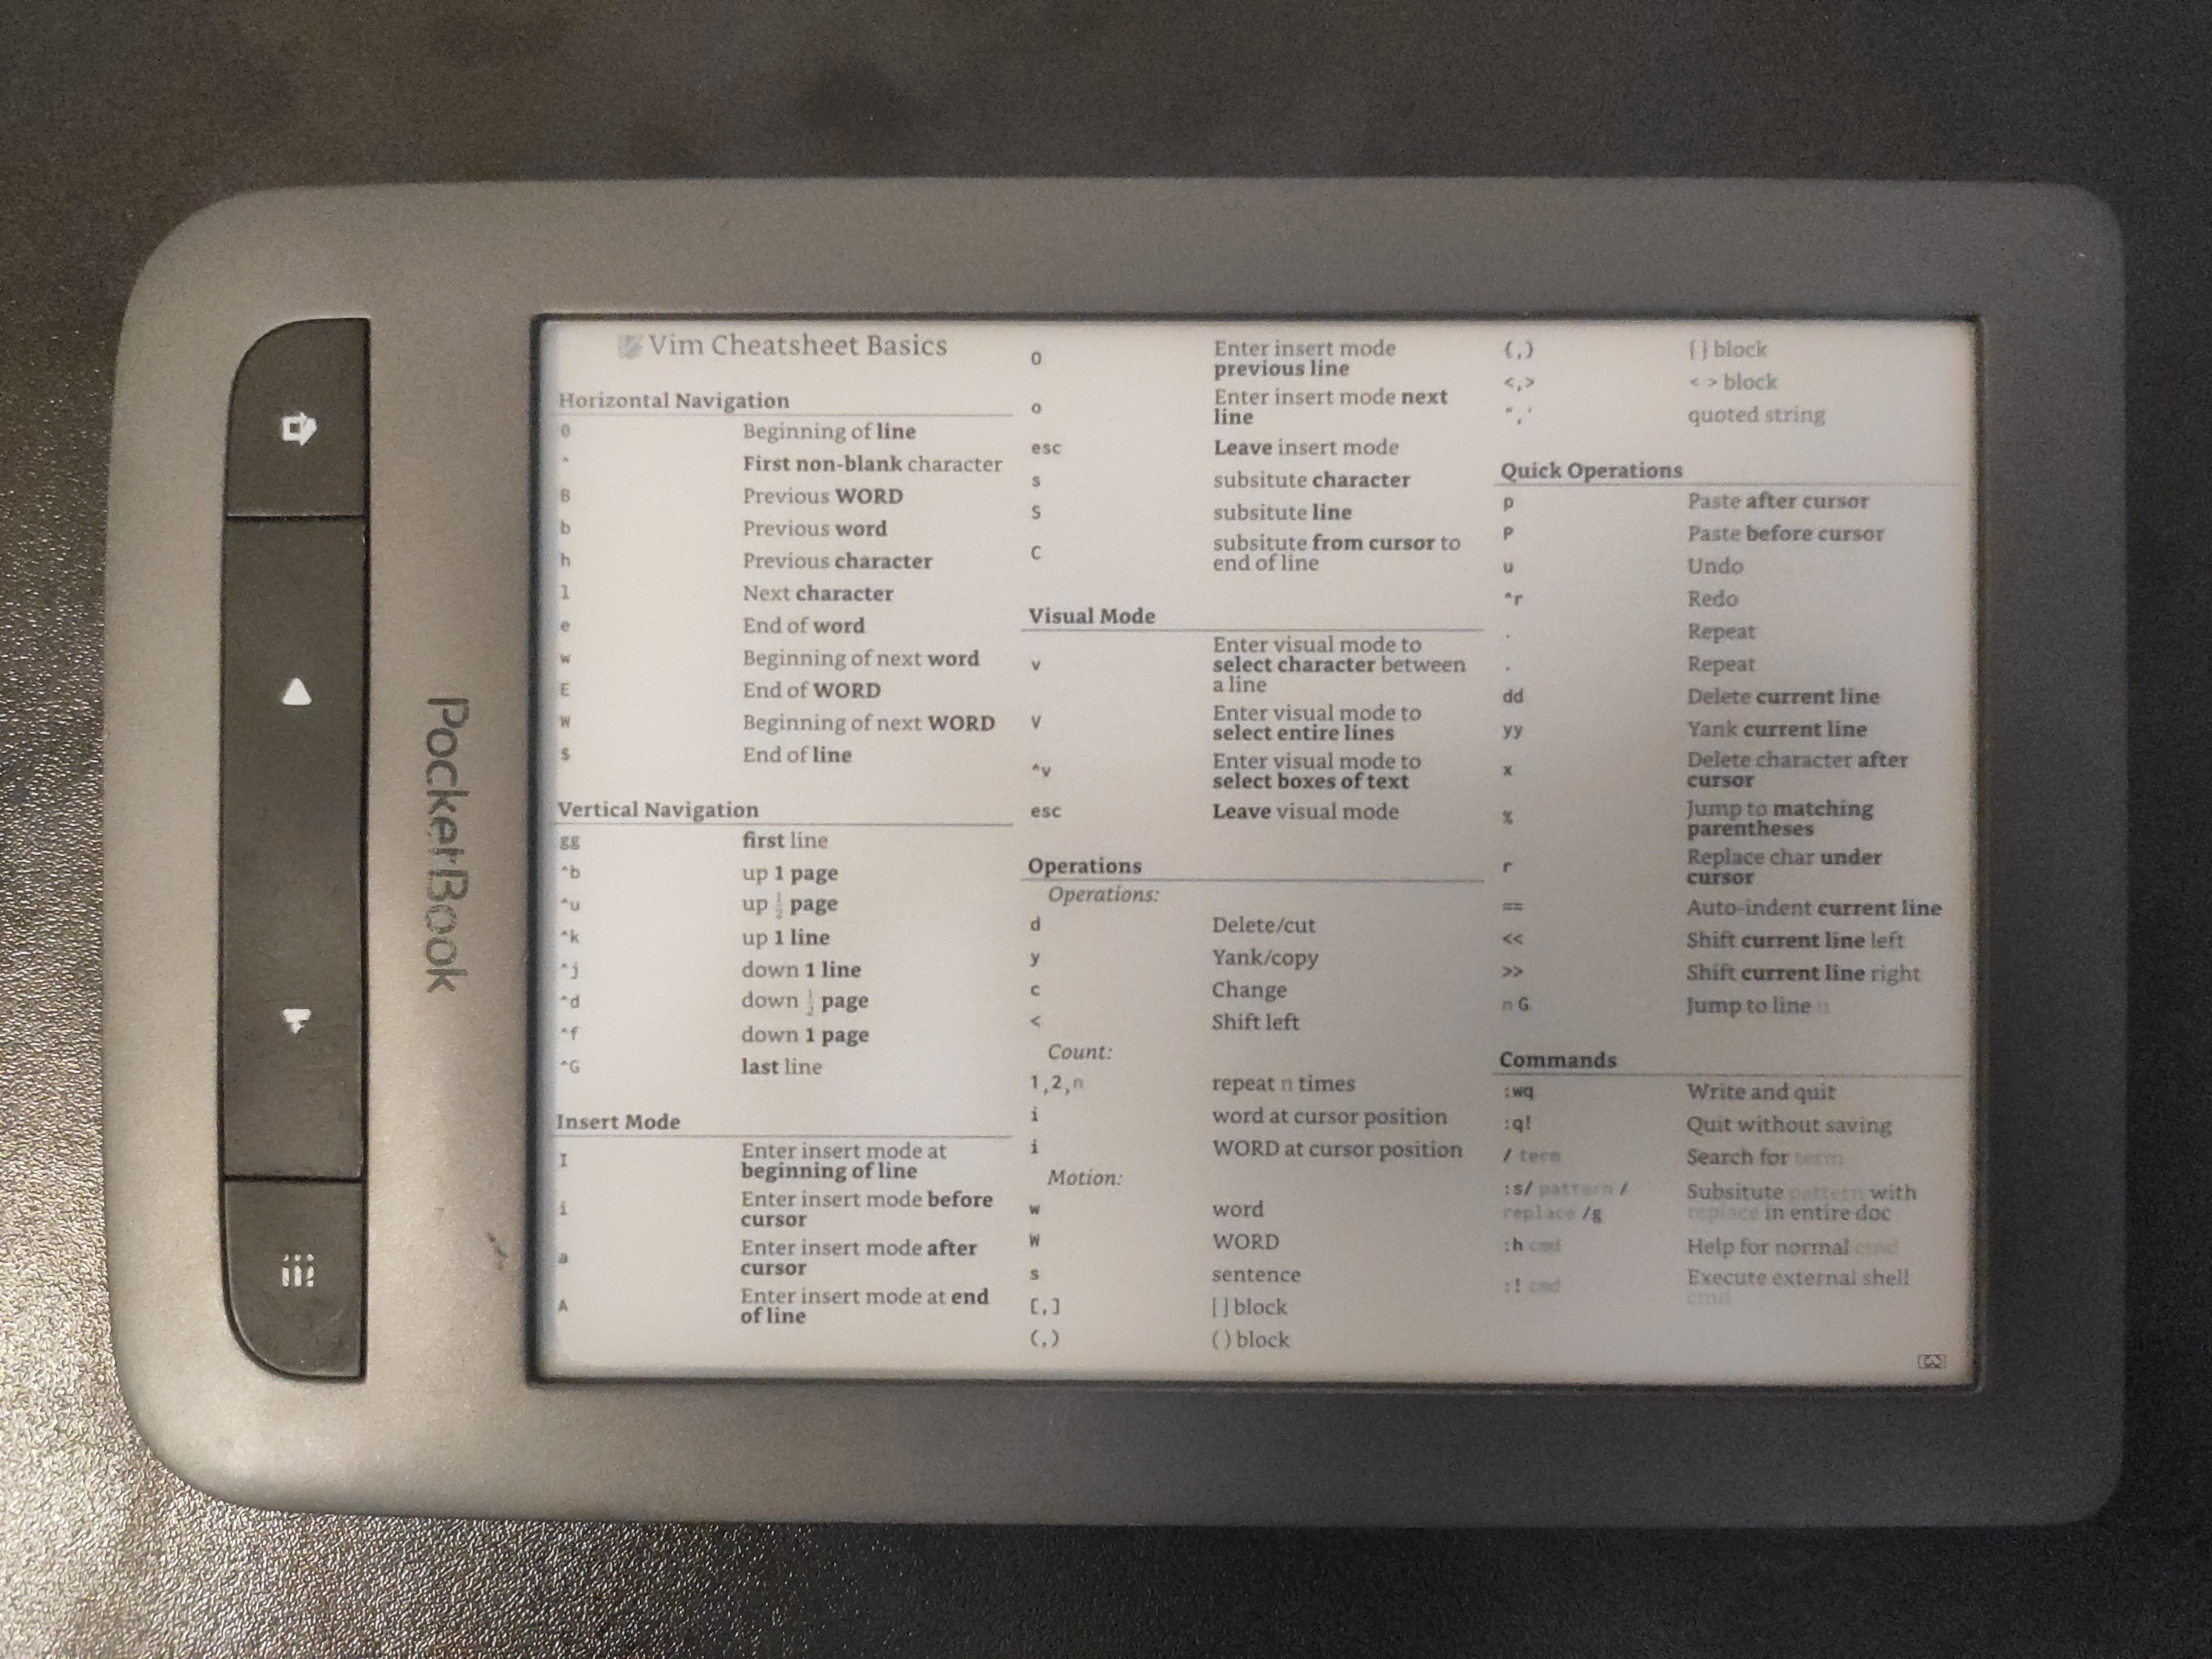 PocketBook
Vim Cheatsheet Basics
Horizontal Navigation
0 Beginning of line
^ First non-blank character
B Previous WORD
b Previous word
h Previous character
l Next character
e End of word
w Beginning of next word
E End of WORD
W Beginning of next WORD
$ End of line
Vertical Navigation
gg first line
^b up 1 page
^u up ½ page
^k up 1 line
^j down 1 line
^d down ½ page
^f down 1 page
^G last line
Insert Mode
I Enter insert mode at
beginning of line
i Enter insert mode before
cursor
a Enter insert mode after
cursor
A Enter insert mode at end
of line
O Enter insert mode
previous line
o Enter insert mode next
line
esc Leave insert mode
s subsitute character
S subsitute line
C subsitute from cursor to
end of line
Visual Mode
v Enter visual mode to
select character between
a line
V Enter visual mode to
select entire lines
^v Enter visual mode to
select boxes of text
esc Leave visual mode
Operations
Operations:
d Delete/cut
y Yank/copy
c Change
< Shift left
Count:
1,2,n repeat n times
i word at cursor position
i WORD at cursor position
Motion:
w word
W WORD
s sentence
[,] [ ] block
(,) ( ) block
{,} { } block
<,> < > block
",' quoted string
Quick Operations
p Paste after cursor
P Paste before cursor
u Undo
^r Redo
. Repeat
. Repeat
dd Delete current line
yy Yank current line
x Delete character after
cursor
% Jump to matching
parentheses
r Replace char under
cursor
== Auto-indent current line
<< Shift current line left
>> Shift current line right
n G Jump to line n
Commands
:wq Write and quit
:q! Quit without saving
/ term Search for term
:s/ pattern / Subsitute pattern with
replace /g replace in entire doc
:h cmd Help for normal cmd
:! cmd Execute external shell
cmd